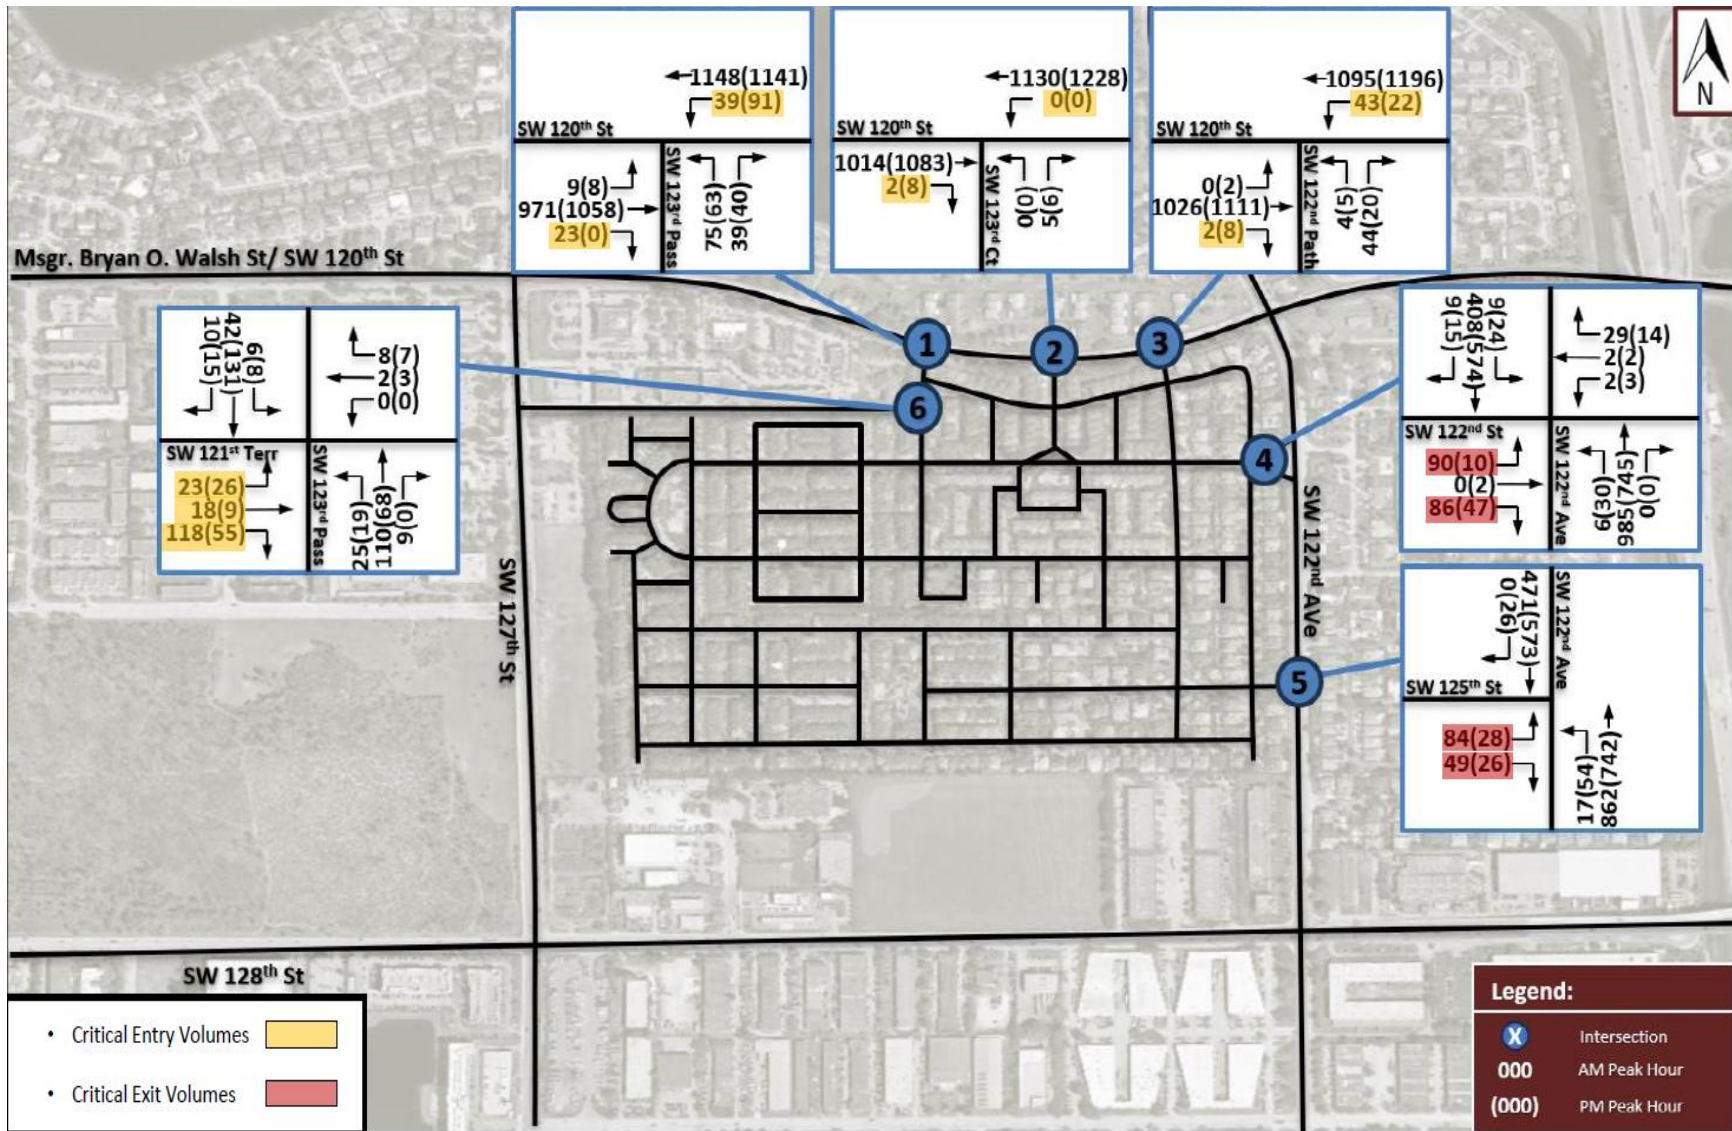 1148(1141)
39(91)
SW 120th St
9(8)
971(1058)
23(0)
SW 123rd Pass
75(63)
39(40)
1130(1228)
0(0)
SW 120th St
1014(1083)
2(8)
SW 123rd Ct
0(0)
5(9)
1095(1196)
43(22)
SW 120th St
0(2)
1026(1111)
2(8)
SW 122nd Path
4(5)
44(20)
N
Msgr. Bryan O. Walsh St/ SW 120th St
1
2
3
4
5
6
10(15)
42(131)
6(8)
8(7)
2(3)
0(0)
SW 121st Terr
23(26)
18(9)
118(55)
SW 123rd Pass
25(19)
110(68)
9(0)
9(15)
408(574)
9(24)
29(14)
2(2)
2(3)
SW 122nd St
90(10)
0(2)
86(47)
SW 122nd Ave
6(30)
985(745)
0(0)
0(26)
471(573)
SW 122nd Ave
SW 125th St
84(28)
49(26)
17(54)
862(742)
SW 127th St
SW 122nd AVe
SW 128th St
• Critical Entry Volumes
• Critical Exit Volumes
Legend:
X Intersection
000 AM Peak Hour
(000) PM Peak Hour